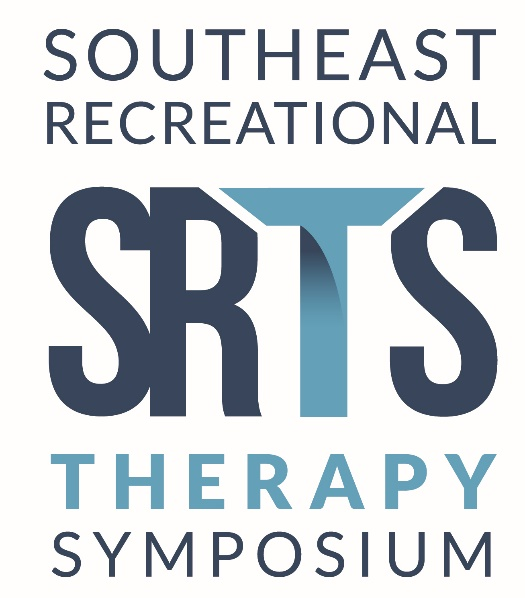 SOUTHEAST
RECREATIONAL
SRTS
THERAPY
SYMPOSIUM